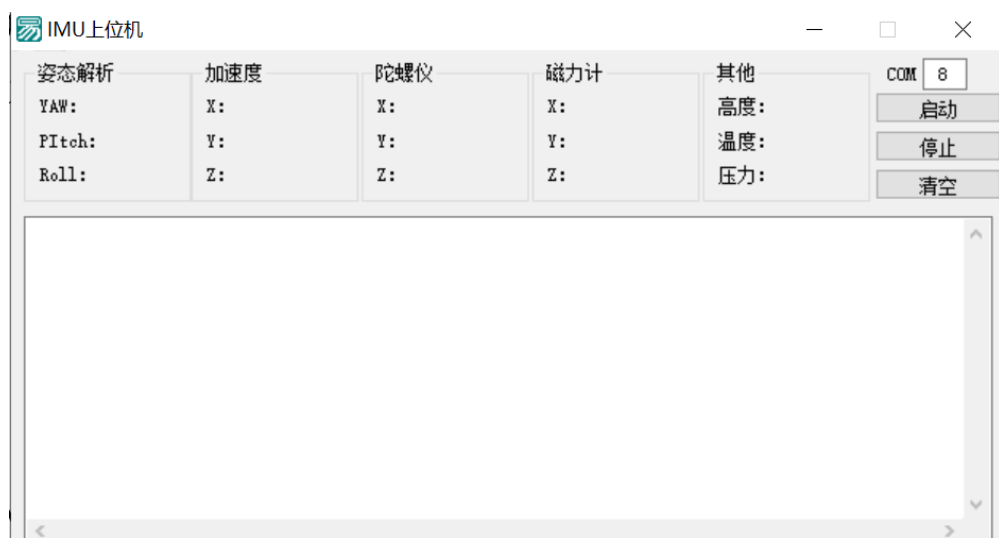 易 IMU上位机
姿态解析 加速度 陀螺仪 磁力计 其他 COM 8
YAW: X: X: X: 高度: 启动
PItch: Y: Y: Y: 温度: 停止
Roll: Z: Z: Z: 压力: 清空